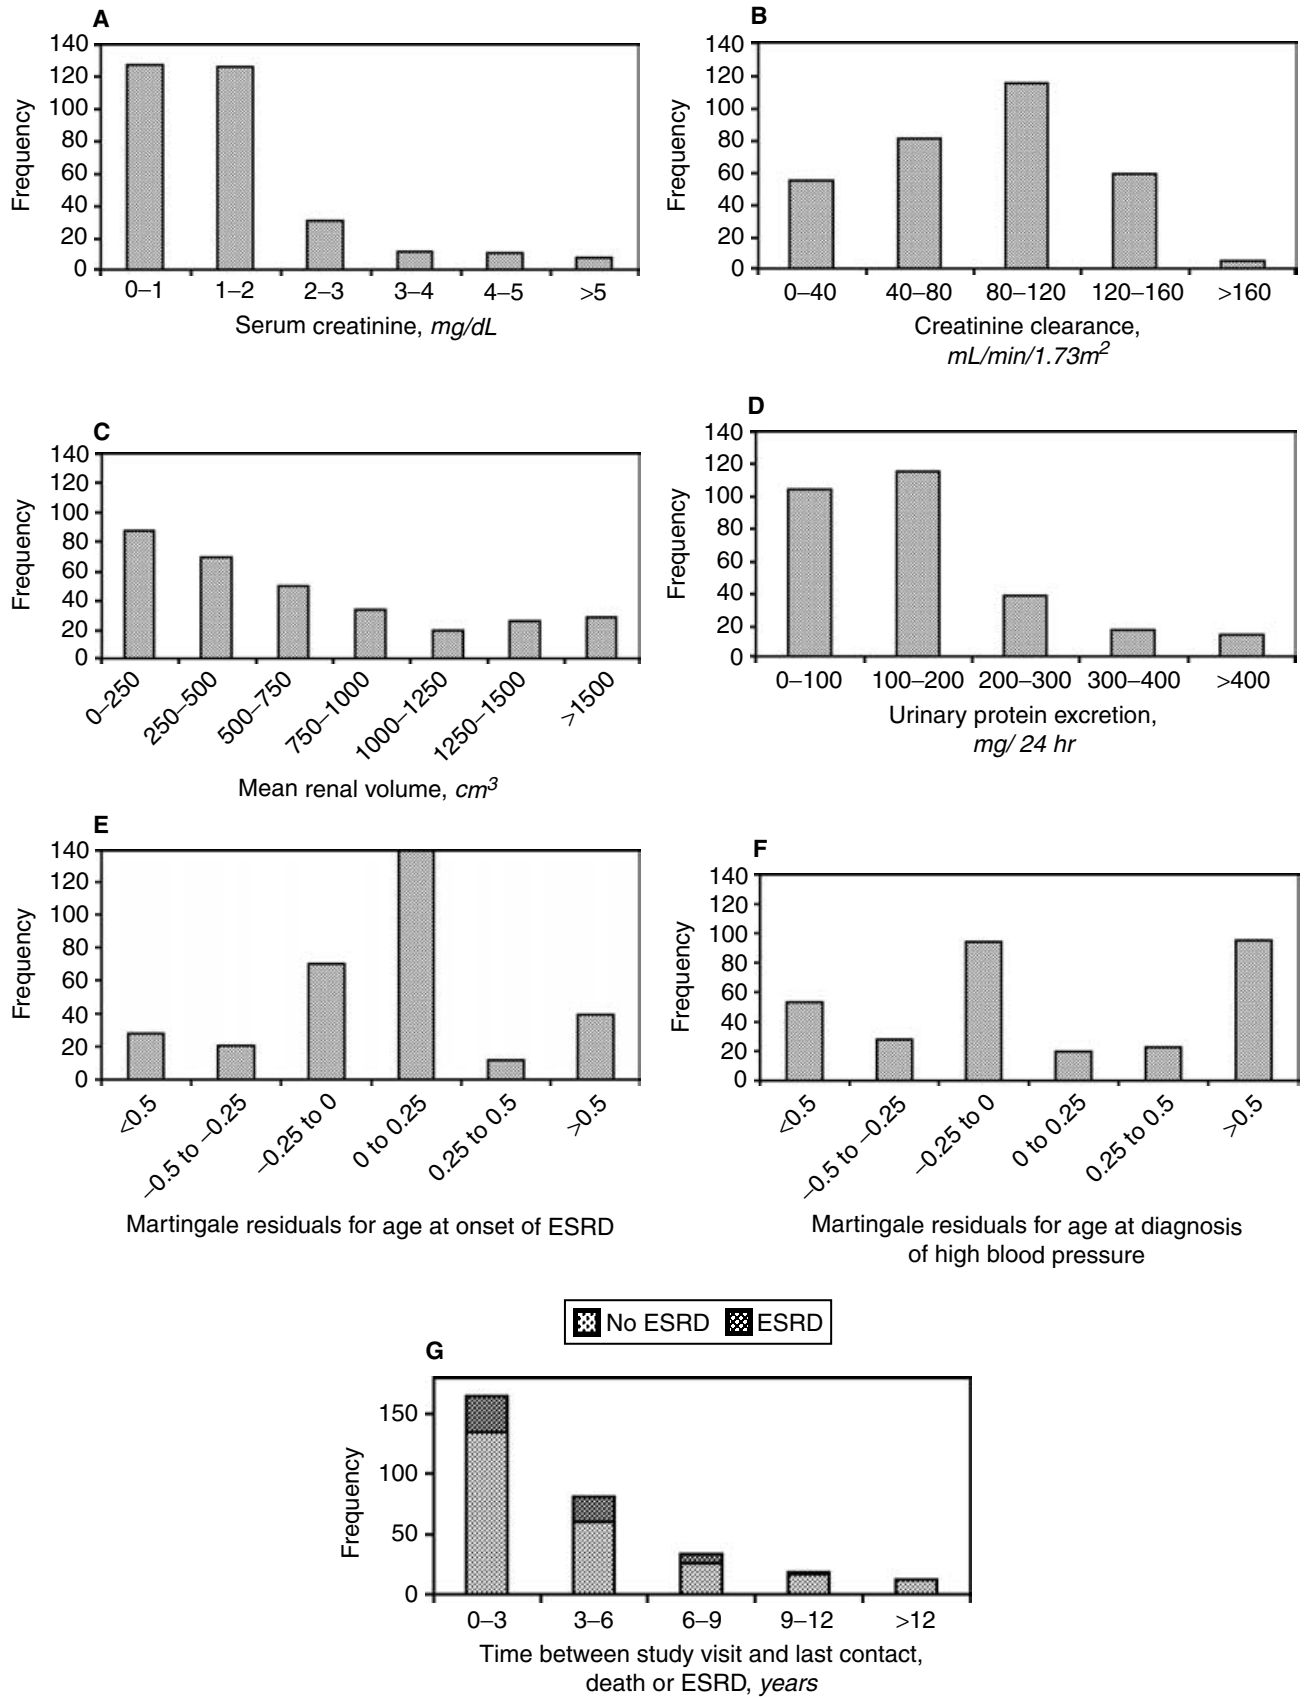 A
140
120
100
80
60
40
20
0
Frequency
0–1 1–2 2–3 3–4 4–5 >5
Serum creatinine, mg/dL
B
140
120
100
80
60
40
20
0
Frequency
0–40 40–80 80–120 120–160 >160
Creatinine clearance,
mL/min/1.73m²
C
140
120
100
80
60
40
20
0
Frequency
0–250 250–500 500–750 750–1000 1000–1250 1250–1500 >1500
Mean renal volume, cm³
D
140
120
100
80
60
40
20
0
Frequency
0–100 100–200 200–300 300–400 >400
Urinary protein excretion,
mg/ 24 hr
E
140
120
100
80
60
40
20
0
Frequency
<0.5 –0.5 to –0.25 –0.25 to 0 0 to 0.25 0.25 to 0.5 >0.5
Martingale residuals for age at onset of ESRD
F
140
120
100
80
60
40
20
0
Frequency
<0.5 –0.5 to –0.25 –0.25 to 0 0 to 0.25 0.25 to 0.5 >0.5
Martingale residuals for age at diagnosis
of high blood pressure
No ESRD ESRD
G
150
100
50
0
Frequency
0–3 3–6 6–9 9–12 >12
Time between study visit and last contact,
death or ESRD, years